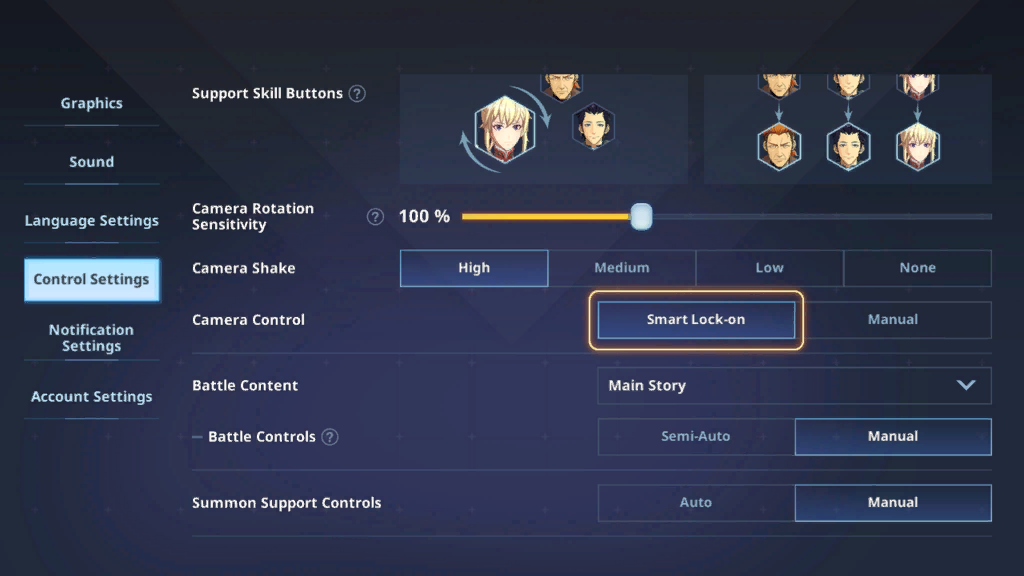 Graphics
Sound
Language Settings
Control Settings
Notification
Settings
Account Settings
Support Skill Buttons ?
Camera Rotation
Sensitivity ? 100 %
Camera Shake High Medium Low None
Camera Control Smart Lock-on Manual
Battle Content Main Story
Battle Controls ? Semi-Auto Manual
Summon Support Controls Auto Manual